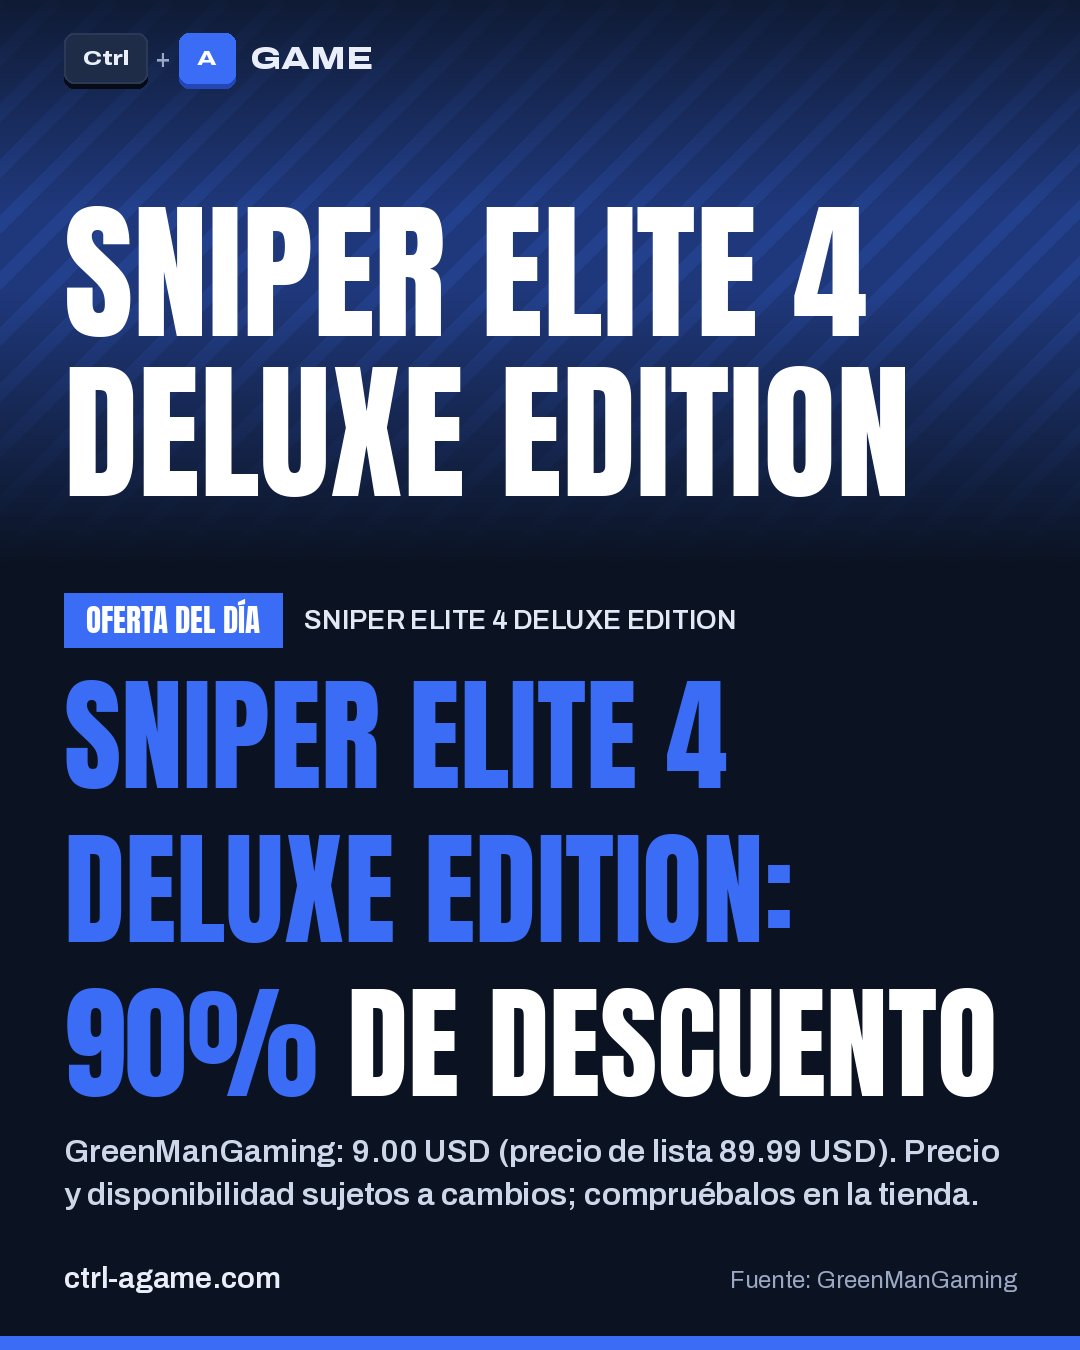 Ctrl + A GAME
SNIPER ELITE 4
DELUXE EDITION
OFERTA DEL DÍA SNIPER ELITE 4 DELUXE EDITION
SNIPER ELITE 4
DELUXE EDITION:
90% DE DESCUENTO
GreenManGaming: 9.00 USD (precio de lista 89.99 USD). Precio
y disponibilidad sujetos a cambios; compruébalos en la tienda.
ctrl-agame.com Fuente: GreenManGaming